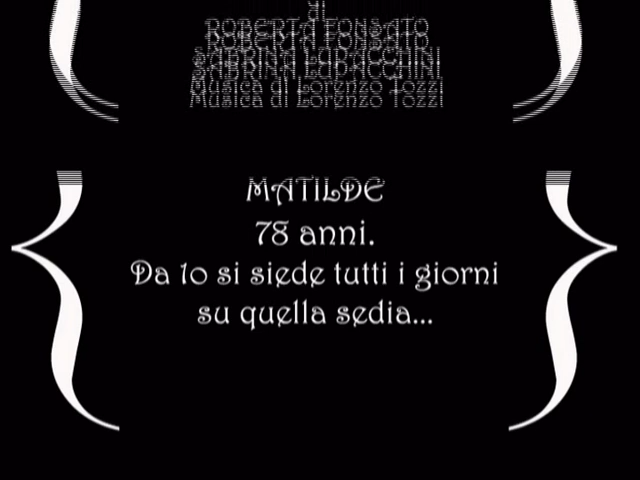 di
ROBERTA FONSATO
SABRINA LUPACCHINI
Musica di Lorenzo Tozzi
MATILDE
78 anni.
Da 10 si siede tutti i giorni
su quella sedia...